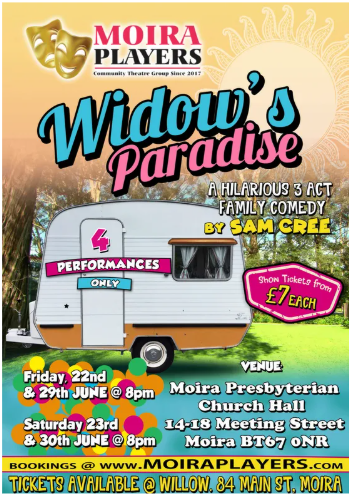 MOIRA
PLAYERS
Community Theatre Group Since 2017
Widow's
Paradise
A HILARIOUS 3 ACT
FAMILY COMEDY
BY SAM CREE
4
PERFORMANCES
ONLY
Show Tickets from
£7 EACH
Friday, 22nd
& 29th JUNE @ 8pm
Saturday 23rd
& 30th JUNE @ 8pm
VENUE
Moira Presbyterian
Church Hall
14-18 Meeting Street
Moira BT67 0NR
BOOKINGS @ WWW.MOIRAPLAYERS.COM
TICKETS AVAILABLE @ WILLOW, 84 MAIN ST, MOIRA